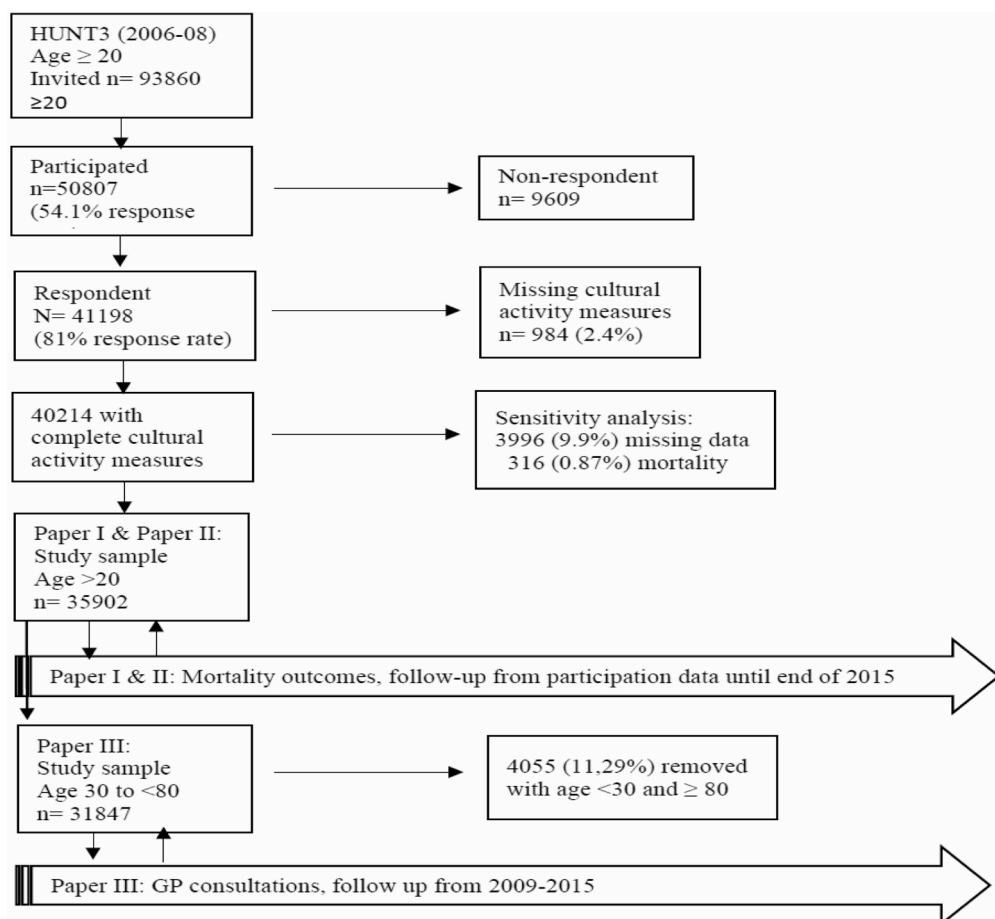 HUNT3 (2006-08)
Age ≥ 20
Invited n= 93860
≥20
Participated
n=50807
(54.1% response
Non-respondent
n= 9609
Respondent
N= 41198
(81% response rate)
Missing cultural
activity measures
n= 984 (2.4%)
40214 with
complete cultural
activity measures
Sensitivity analysis:
3996 (9.9%) missing data
316 (0.87%) mortality
Paper I & Paper II:
Study sample
Age >20
n= 35902
Paper I & II: Mortality outcomes, follow-up from participation data until end of 2015
Paper III:
Study sample
Age 30 to <80
n= 31847
4055 (11,29%) removed
with age <30 and ≥ 80
Paper III: GP consultations, follow up from 2009-2015